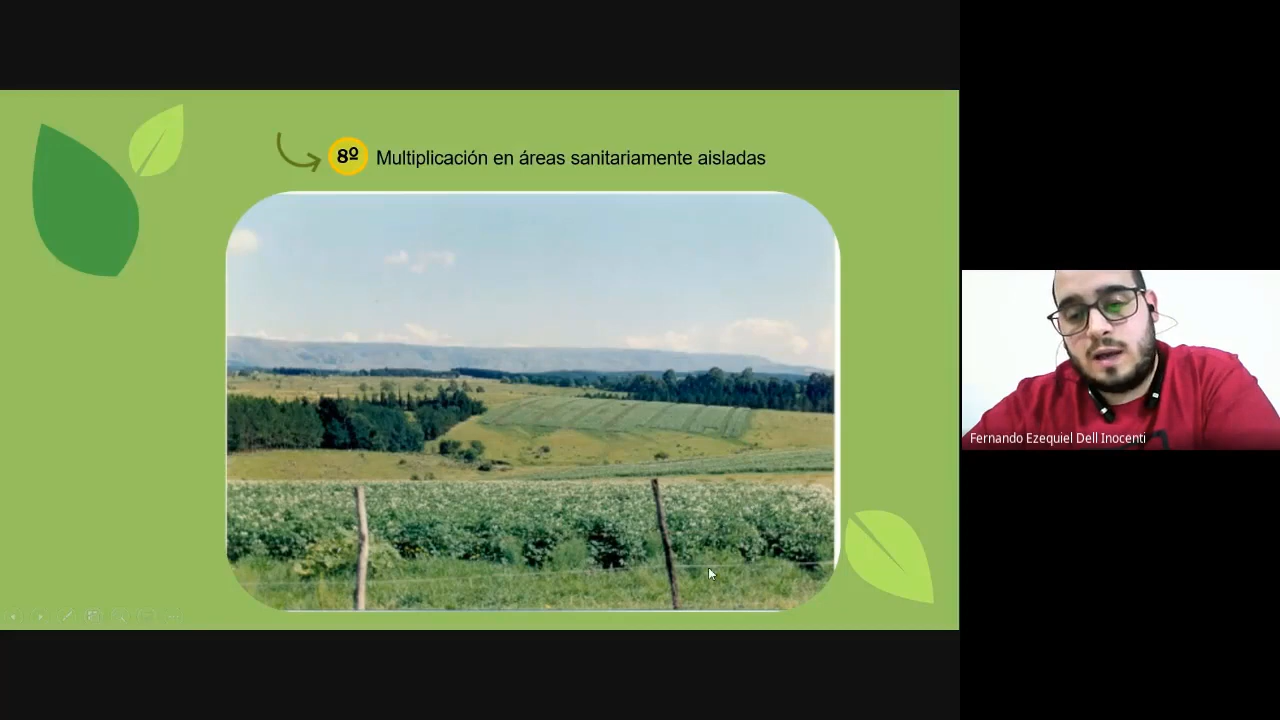 8º Multiplicación en áreas sanitariamente aisladas
Fernando Ezequiel Dell Inocenti